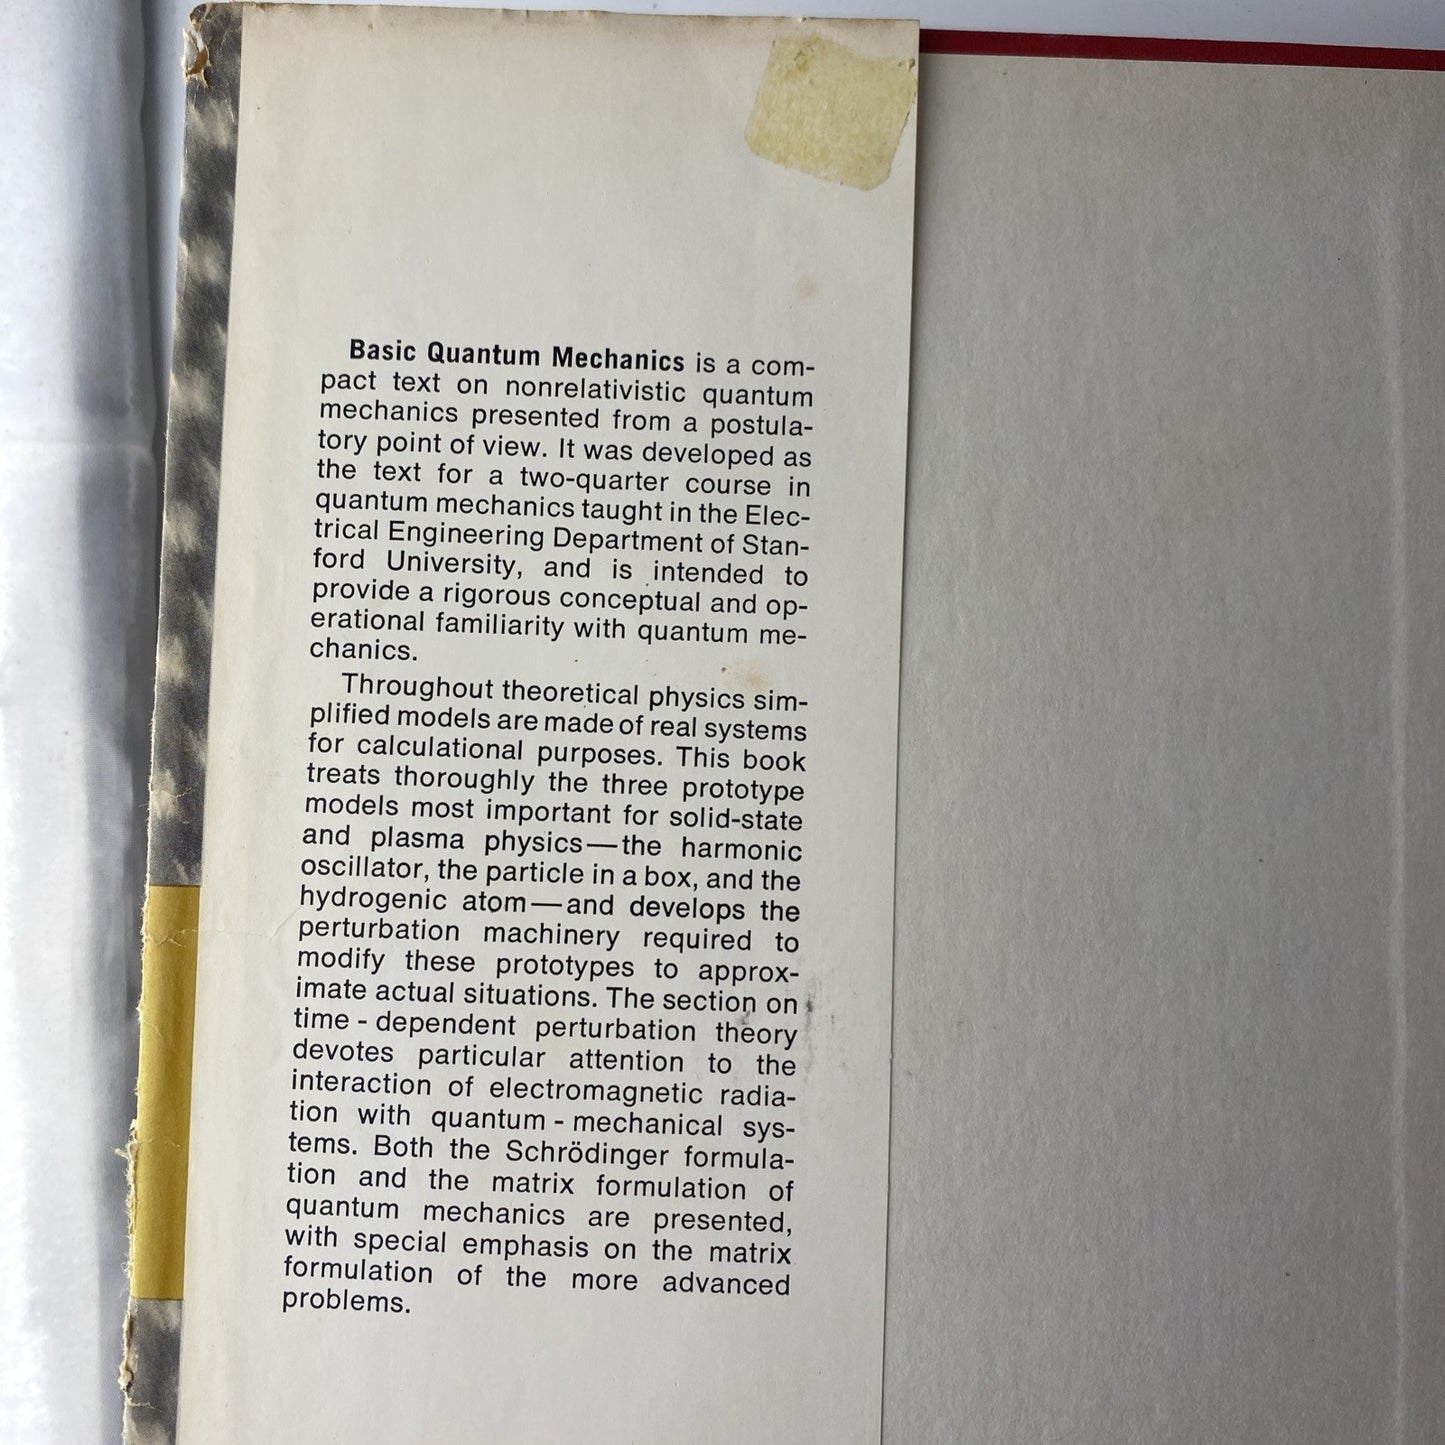 Basic Quantum Mechanics is a com-
pact text on nonrelativistic quantum
mechanics presented from a postula-
tory point of view. It was developed as
the text for a two-quarter course in
quantum mechanics taught in the Elec-
trical Engineering Department of Stan-
ford University, and is intended to
provide a rigorous conceptual and op-
erational familiarity with quantum me-
chanics.
Throughout theoretical physics sim-
plified models are made of real systems
for calculational purposes. This book
treats thoroughly the three prototype
models most important for solid-state
and plasma physics—the harmonic
oscillator, the particle in a box, and the
hydrogenic atom—and develops the
perturbation machinery required to
modify these prototypes to approx-
imate actual situations. The section on
time - dependent perturbation theory
devotes particular attention to the
interaction of electromagnetic radia-
tion with quantum - mechanical sys-
tems. Both the Schrödinger formula-
tion and the matrix formulation of
quantum mechanics are presented,
with special emphasis on the matrix
formulation of the more advanced
problems.